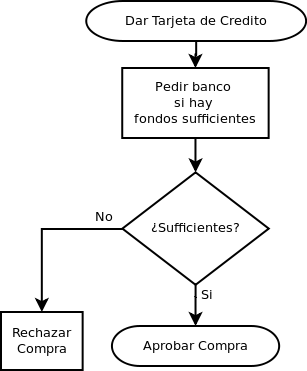 Dar Tarjeta de Credito
Pedir banco
si hay
fondos sufficientes
¿Sufficientes?
No
Si
Rechazar
Compra
Aprobar Compra